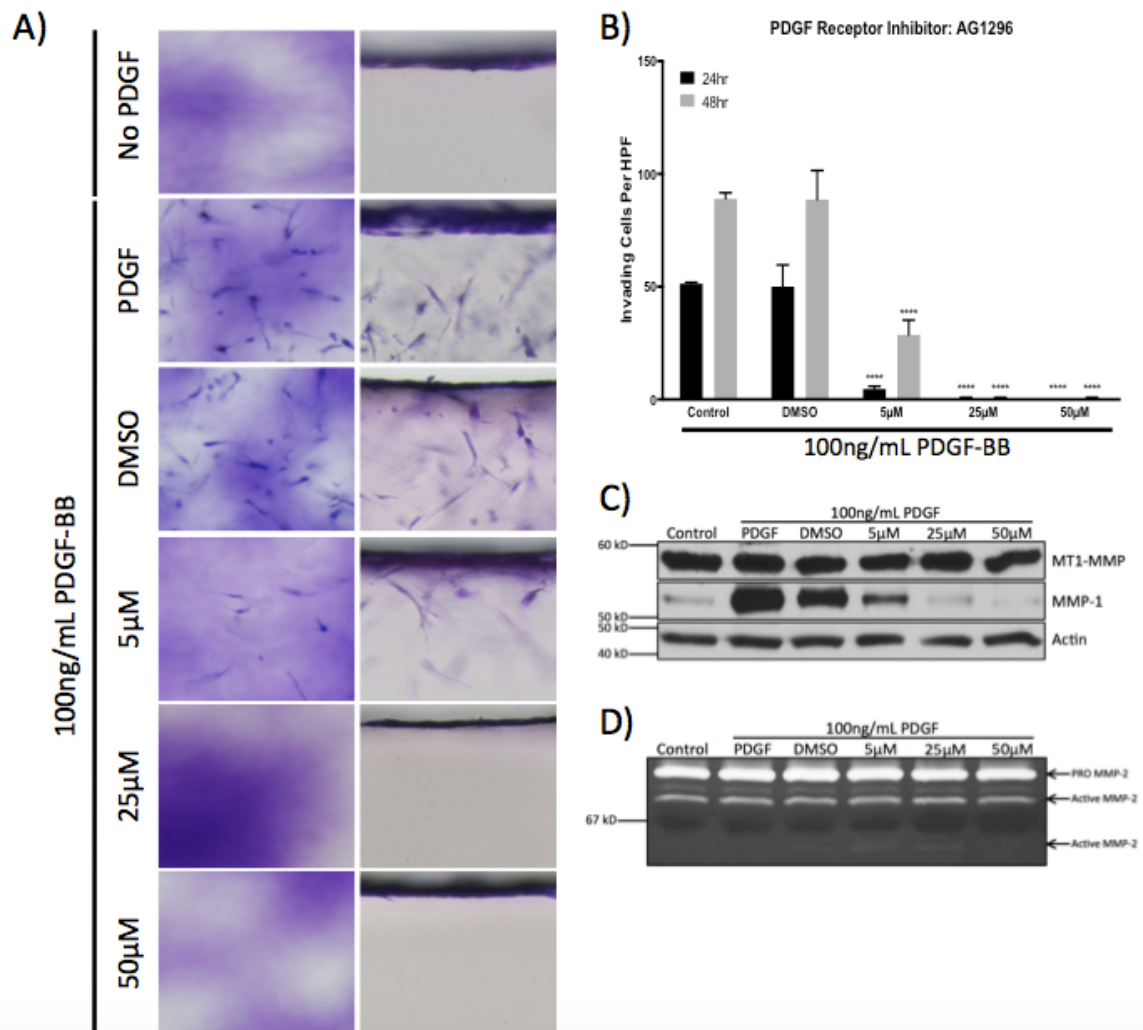 A)
No PDGF
PDGF
DMSO
5µM
25µM
50µM
100ng/mL PDGF-BB
B)
PDGF Receptor Inhibitor: AG1296
24hr
48hr
Invading Cells Per HPF
150
100
50
0
**** **** **** **** **** ****
Control DMSO 5µM 25µM 50µM
100ng/mL PDGF-BB
C)
100ng/mL PDGF
Control PDGF DMSO 5µM 25µM 50µM
60 kD
MT1-MMP
MMP-1
50 kD
50 kD
Actin
40 kD
D)
100ng/mL PDGF
Control PDGF DMSO 5µM 25µM 50µM
PRO MMP-2
Active MMP-2
67 kD
Active MMP-2